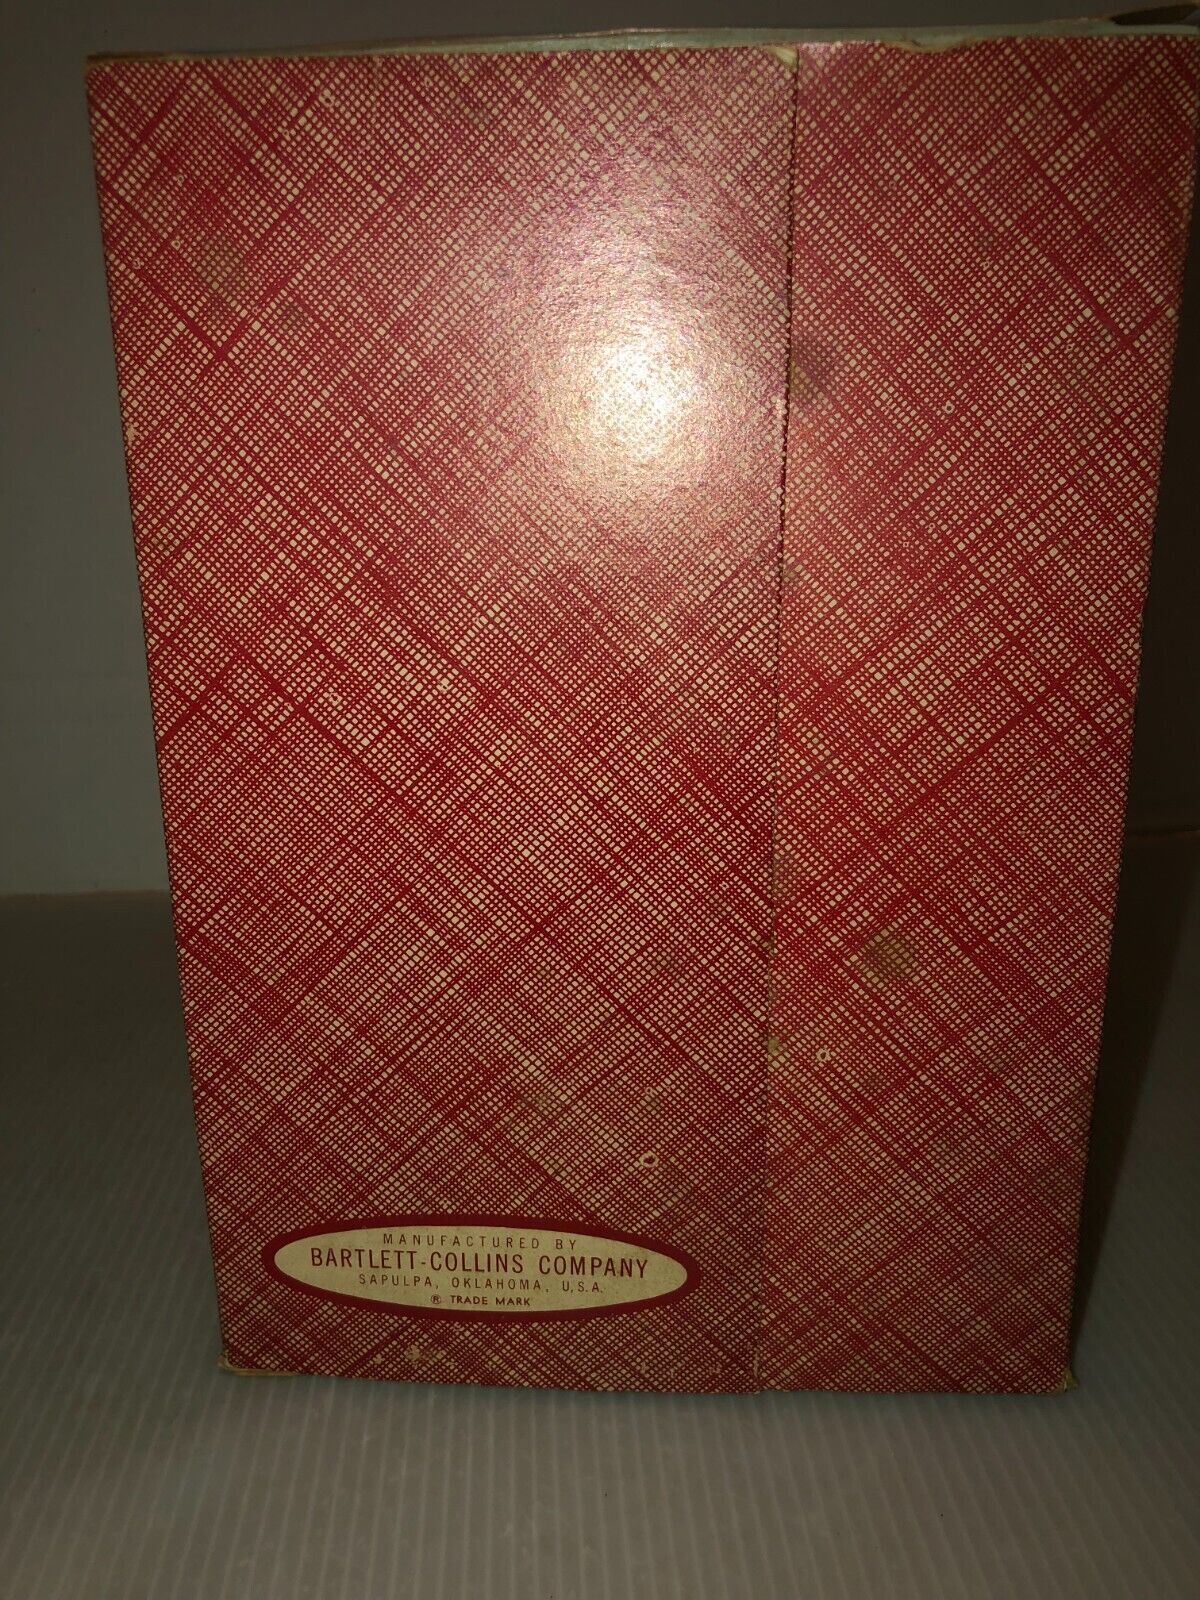 MANUFACTURED BY
BARTLETT-COLLINS COMPANY
SAPULPA, OKLAHOMA, U.S.A.
® TRADE MARK